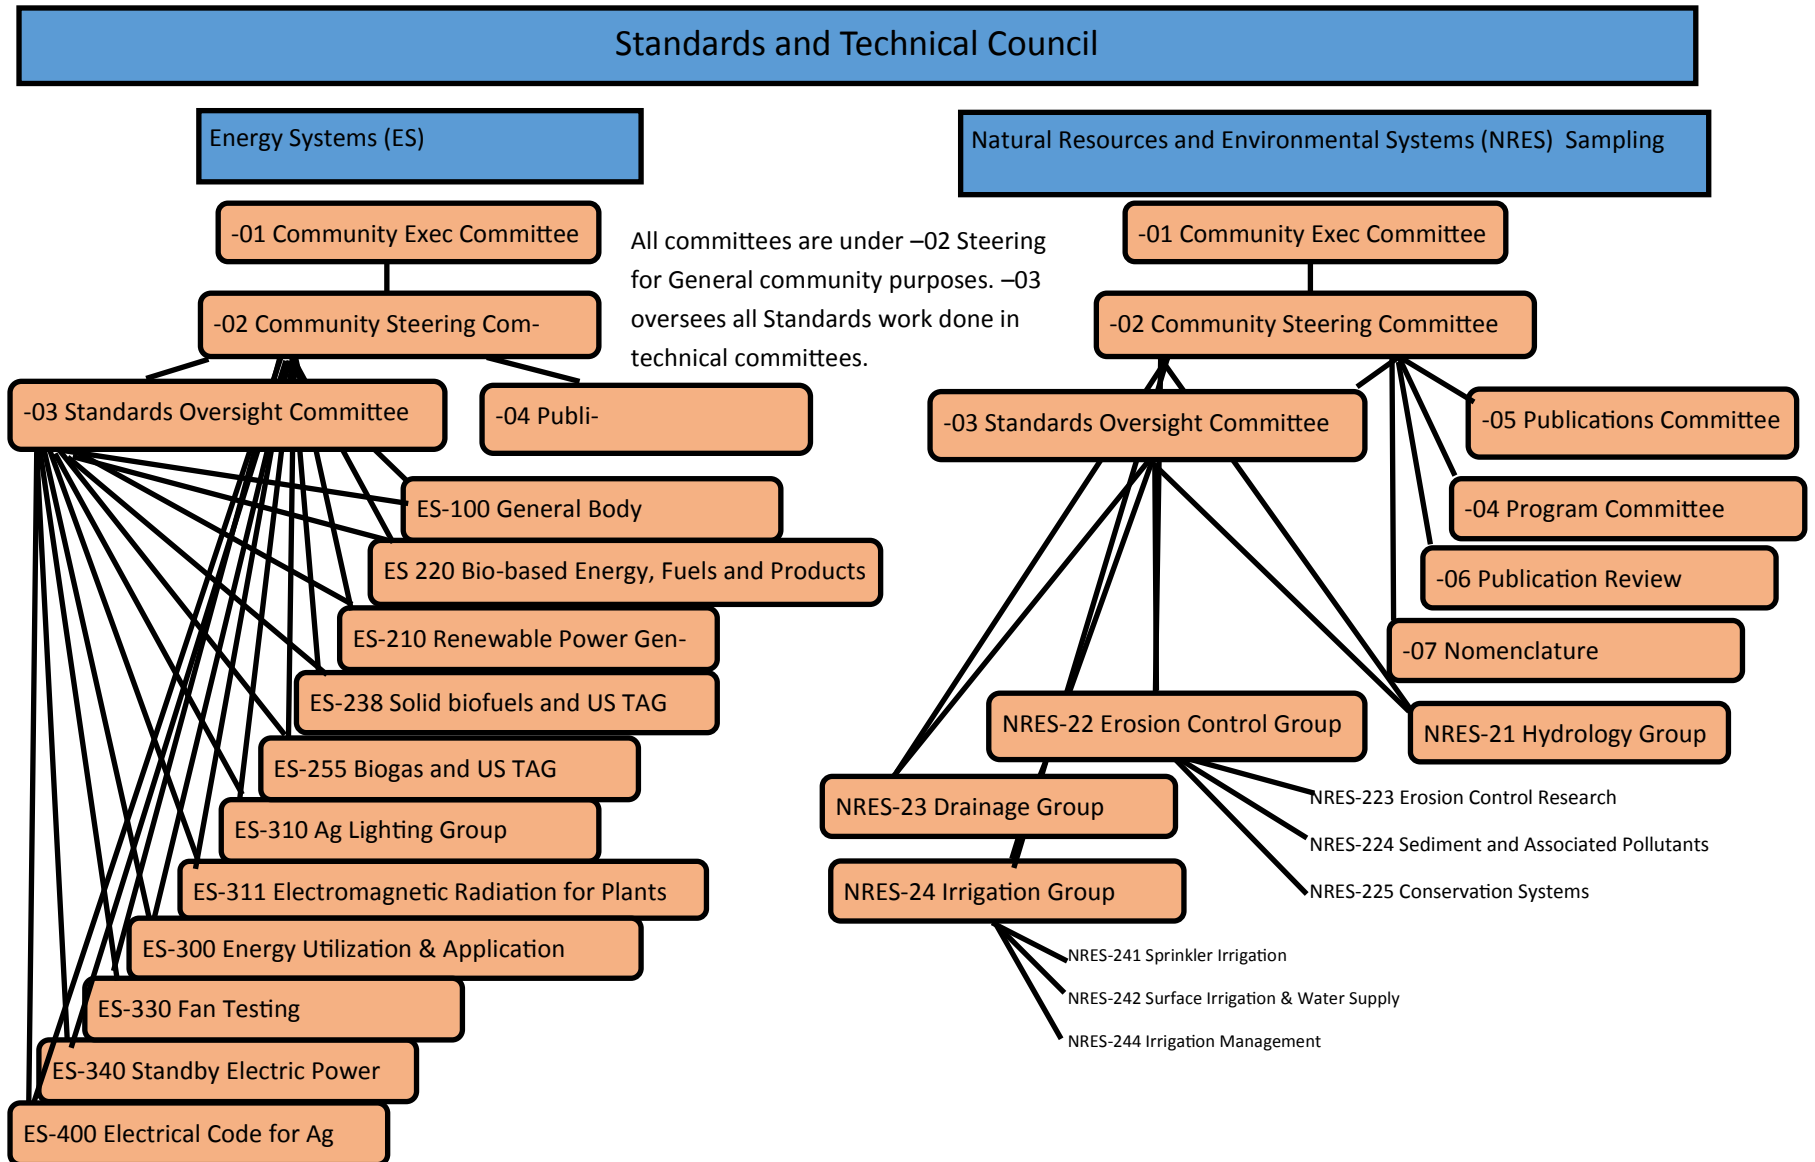 Standards and Technical Council
Energy Systems (ES)
-01 Community Exec Committee
-02 Community Steering Com-
-03 Standards Oversight Committee
-04 Publi-
ES-100 General Body
ES 220 Bio-based Energy, Fuels and Products
ES-210 Renewable Power Gen-
ES-238 Solid biofuels and US TAG
ES-255 Biogas and US TAG
ES-310 Ag Lighting Group
ES-311 Electromagnetic Radiation for Plants
ES-300 Energy Utilization & Application
ES-330 Fan Testing
ES-340 Standby Electric Power
ES-400 Electrical Code for Ag
All committees are under –02 Steering
for General community purposes. –03
oversees all Standards work done in
technical committees.
Natural Resources and Environmental Systems (NRES)  Sampling
-01 Community Exec Committee
-02 Community Steering Committee
-03 Standards Oversight Committee
-05 Publications Committee
-04 Program Committee
-06 Publication Review
-07 Nomenclature
NRES-22 Erosion Control Group
NRES-21 Hydrology Group
NRES-23 Drainage Group
NRES-223 Erosion Control Research
NRES-224 Sediment and Associated Pollutants
NRES-225 Conservation Systems
NRES-24 Irrigation Group
NRES-241 Sprinkler Irrigation
NRES-242 Surface Irrigation & Water Supply
NRES-244 Irrigation Management